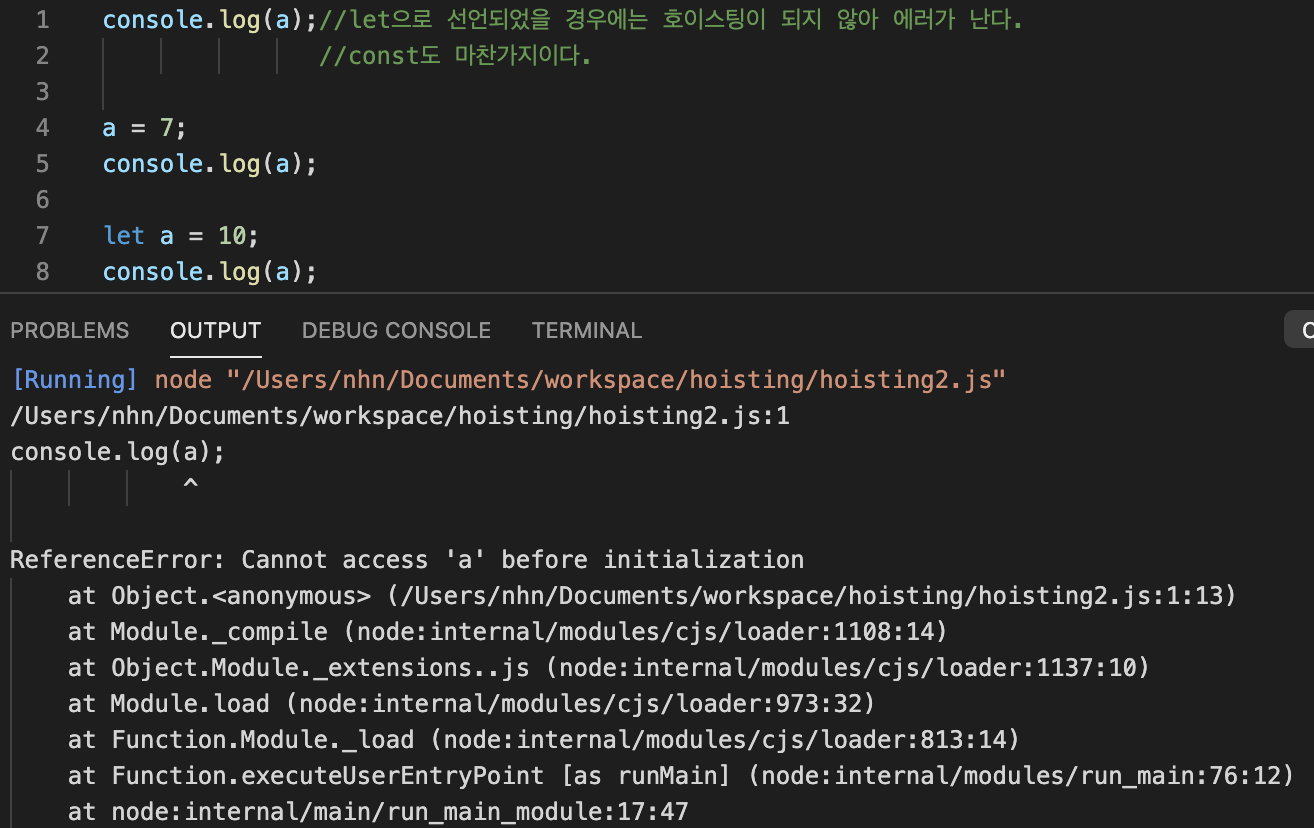 1 console.log(a);//let으로 선언되었을 경우에는 호이스팅이 되지 않아 에러가 난다.
2 //const도 마찬가지이다.
3
4 a = 7;
5 console.log(a);
6
7 let a = 10;
8 console.log(a);
PROBLEMS OUTPUT DEBUG CONSOLE TERMINAL
[Running] node "/Users/nhn/Documents/workspace/hoisting/hoisting2.js"
/Users/nhn/Documents/workspace/hoisting/hoisting2.js:1
console.log(a);
^
ReferenceError: Cannot access 'a' before initialization
at Object.<anonymous> (/Users/nhn/Documents/workspace/hoisting/hoisting2.js:1:13)
at Module._compile (node:internal/modules/cjs/loader:1108:14)
at Object.Module._extensions..js (node:internal/modules/cjs/loader:1137:10)
at Module.load (node:internal/modules/cjs/loader:973:32)
at Function.Module._load (node:internal/modules/cjs/loader:813:14)
at Function.executeUserEntryPoint [as runMain] (node:internal/modules/run_main:76:12)
at node:internal/main/run_main_module:17:47